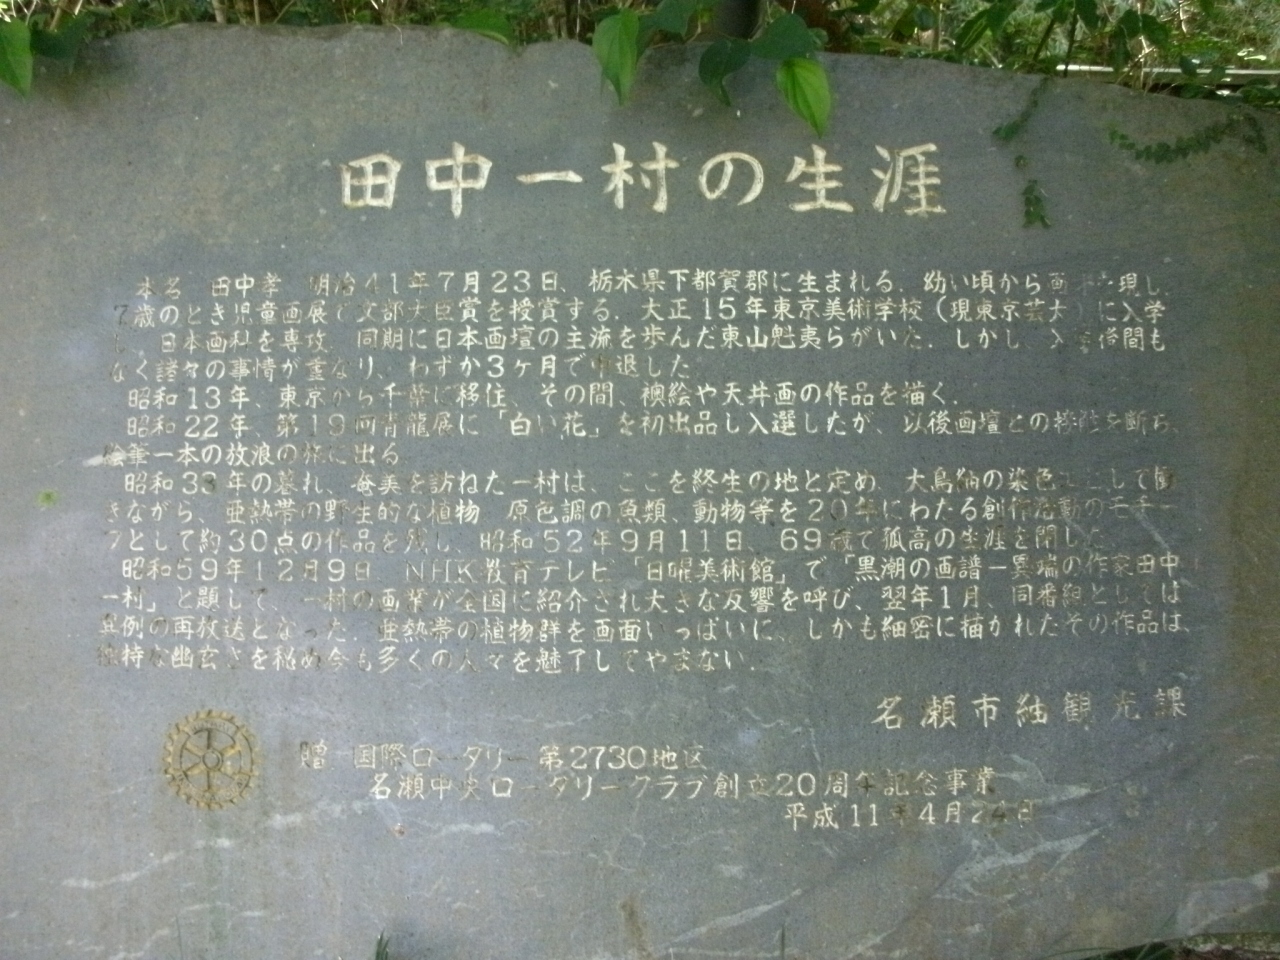 田中一村の生涯
本名 田中孝 明治41年7月23日、栃木県下都賀郡に生まれる。幼い頃から画才を現し、
7歳のとき児童画展で文部大臣賞を授賞する。大正15年東京美術学校（現東京芸大）に入学
し、日本画科を専攻 同期に日本画壇の主流を歩んだ東山魁夷らがいた。しかし、入学後間も
なく諸々の事情が重なり、わずか3ヶ月で中退した
昭和13年、東京から千葉に移住、その間、襖絵や天井画の作品を描く。
昭和22年、第19回青龍展に「白い花」を初出品し入選したが、以後画壇との接触を断ち、
絵筆一本の放浪の旅に出る
昭和33年の暮れ、奄美を訪ねた一村は、ここを終生の地と定め、大島紬の染色工として働
きながら、亜熱帯の野生的な植物、原色調の魚類、動物等を20年にわたる創作活動のモチー
フとして約30点の作品を残し、昭和52年9月11日、69歳で孤高の生涯を閉じた
昭和59年12月9日、NHK教育テレビ「日曜美術館」で「黒潮の画譜－異端の作家田中
一村」と題して、一村の画業が全国に紹介され大きな反響を呼び、翌年1月、同番組としては
異例の再放送となった。亜熱帯の植物群を画面いっぱいに、しかも細密に描かれたその作品は、
独特な幽玄さを秘め今も多くの人々を魅了してやまない。
名瀬市紬観光課
贈 国際ロータリー第2730地区
名瀬中央ロータリークラブ創立20周年記念事業
平成11年4月24日